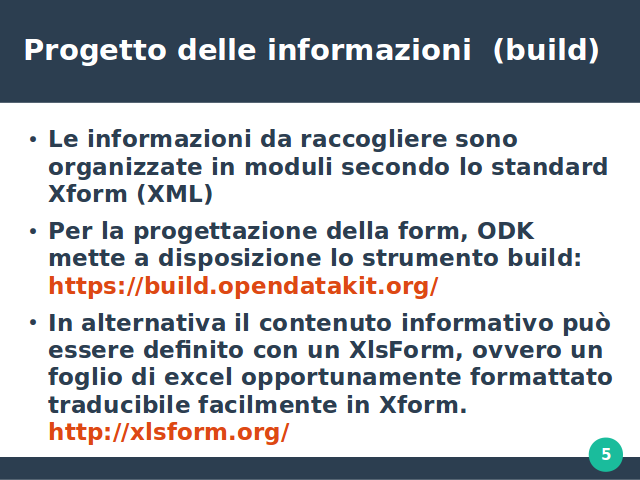 Progetto delle informazioni  (build)
• Le informazioni da raccogliere sono
organizzate in moduli secondo lo standard
Xform (XML)
• Per la progettazione della form, ODK
mette a disposizione lo strumento build:
https://build.opendatakit.org/
• In alternativa il contenuto informativo può
essere definito con un XlsForm, ovvero un
foglio di excel opportunamente formattato
traducibile facilmente in Xform.
http://xlsform.org/
5